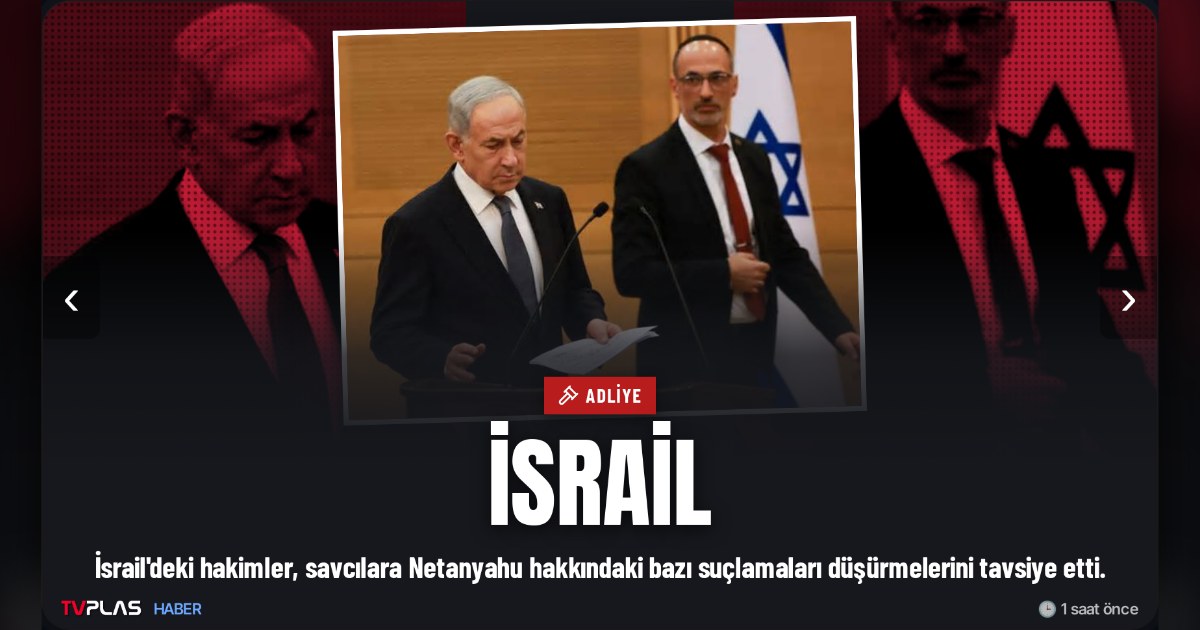 ADLİYE
İSRAİL
İsrail'deki hakimler, savcılara Netanyahu hakkındaki bazı suçlamaları düşürmelerini tavsiye etti.
TVPLAS HABER
1 saat önce